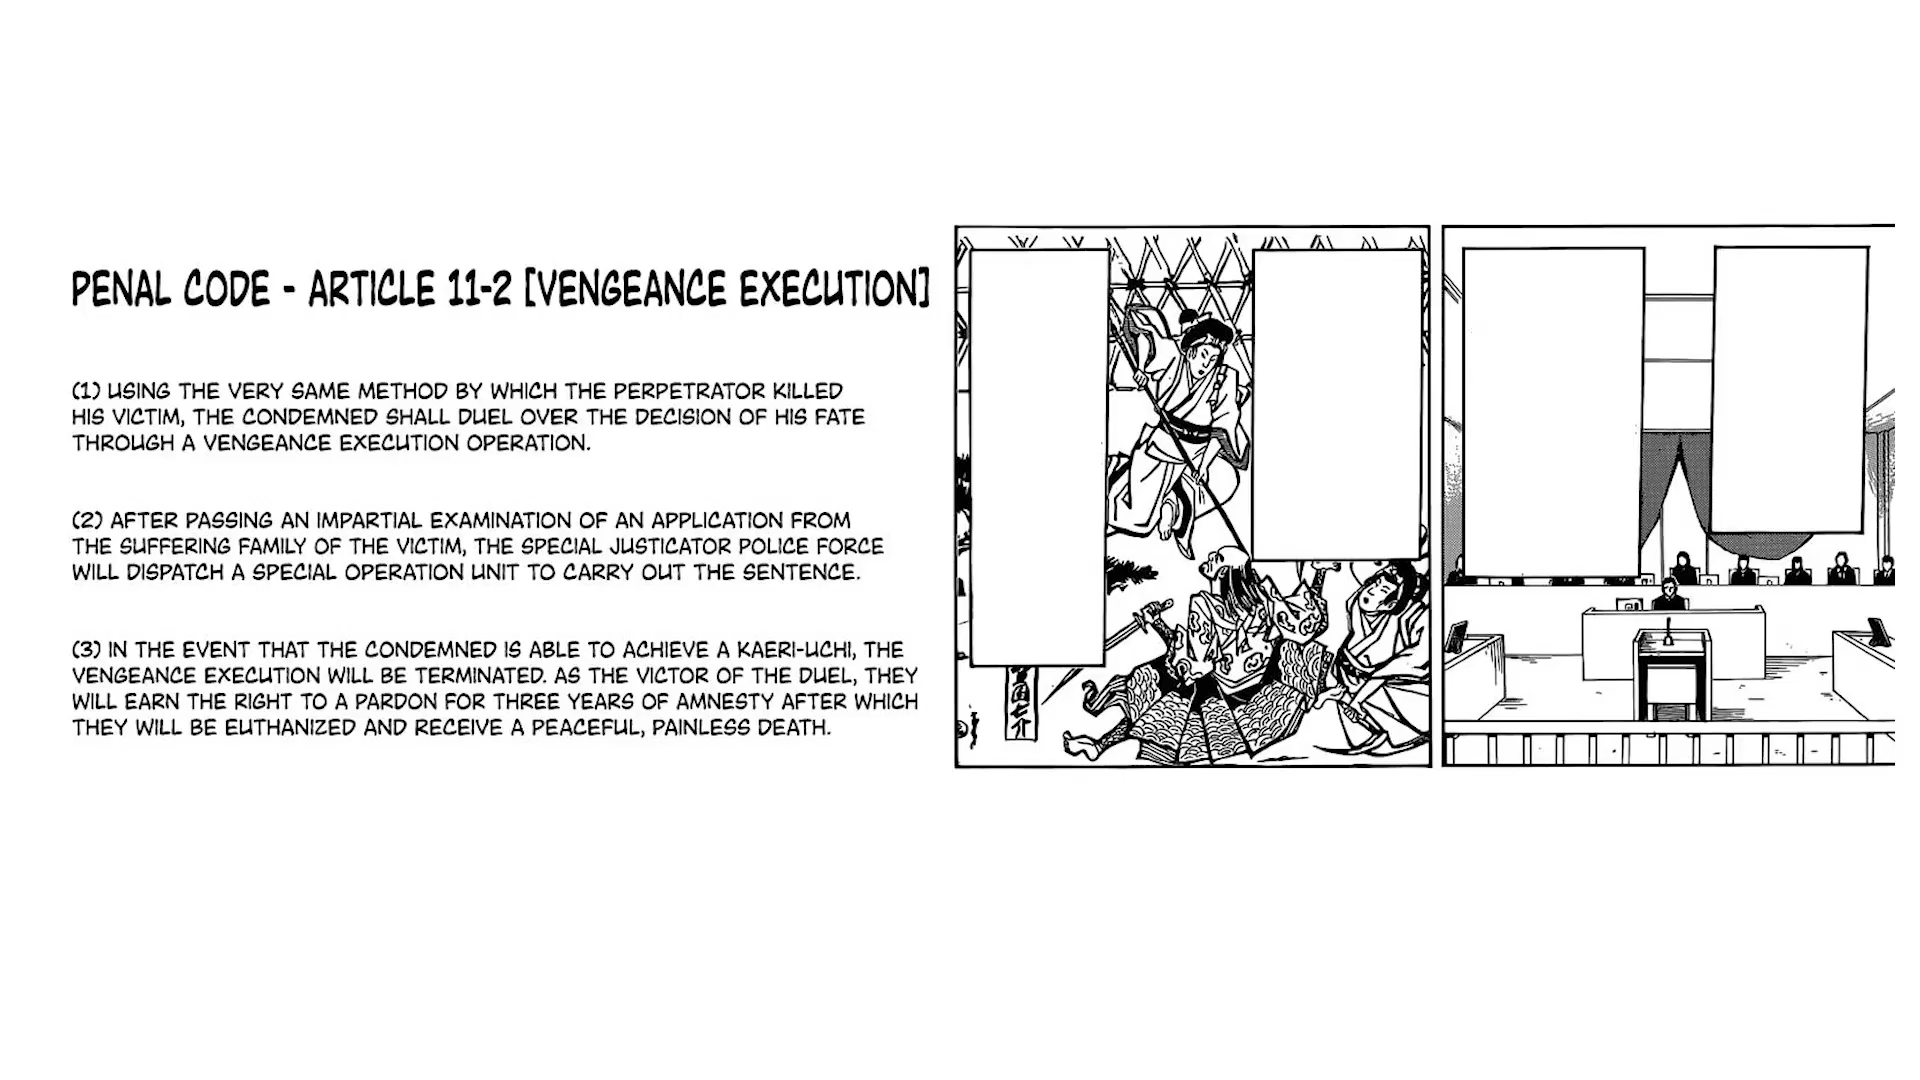 PENAL CODE - ARTICLE 11-2 [VENGEANCE EXECUTION]
(1) USING THE VERY SAME METHOD BY WHICH THE PERPETRATOR KILLED
HIS VICTIM, THE CONDEMNED SHALL DUEL OVER THE DECISION OF HIS FATE
THROUGH A VENGEANCE EXECUTION OPERATION.
(2) AFTER PASSING AN IMPARTIAL EXAMINATION OF AN APPLICATION FROM
THE SUFFERING FAMILY OF THE VICTIM, THE SPECIAL JUSTICATOR POLICE FORCE
WILL DISPATCH A SPECIAL OPERATION UNIT TO CARRY OUT THE SENTENCE.
(3) IN THE EVENT THAT THE CONDEMNED IS ABLE TO ACHIEVE A KAERI-UCHI, THE
VENGEANCE EXECUTION WILL BE TERMINATED. AS THE VICTOR OF THE DUEL, THEY
WILL EARN THE RIGHT TO A PARDON FOR THREE YEARS OF AMNESTY AFTER WHICH
THEY WILL BE EUTHANIZED AND RECEIVE A PEACEFUL, PAINLESS DEATH.